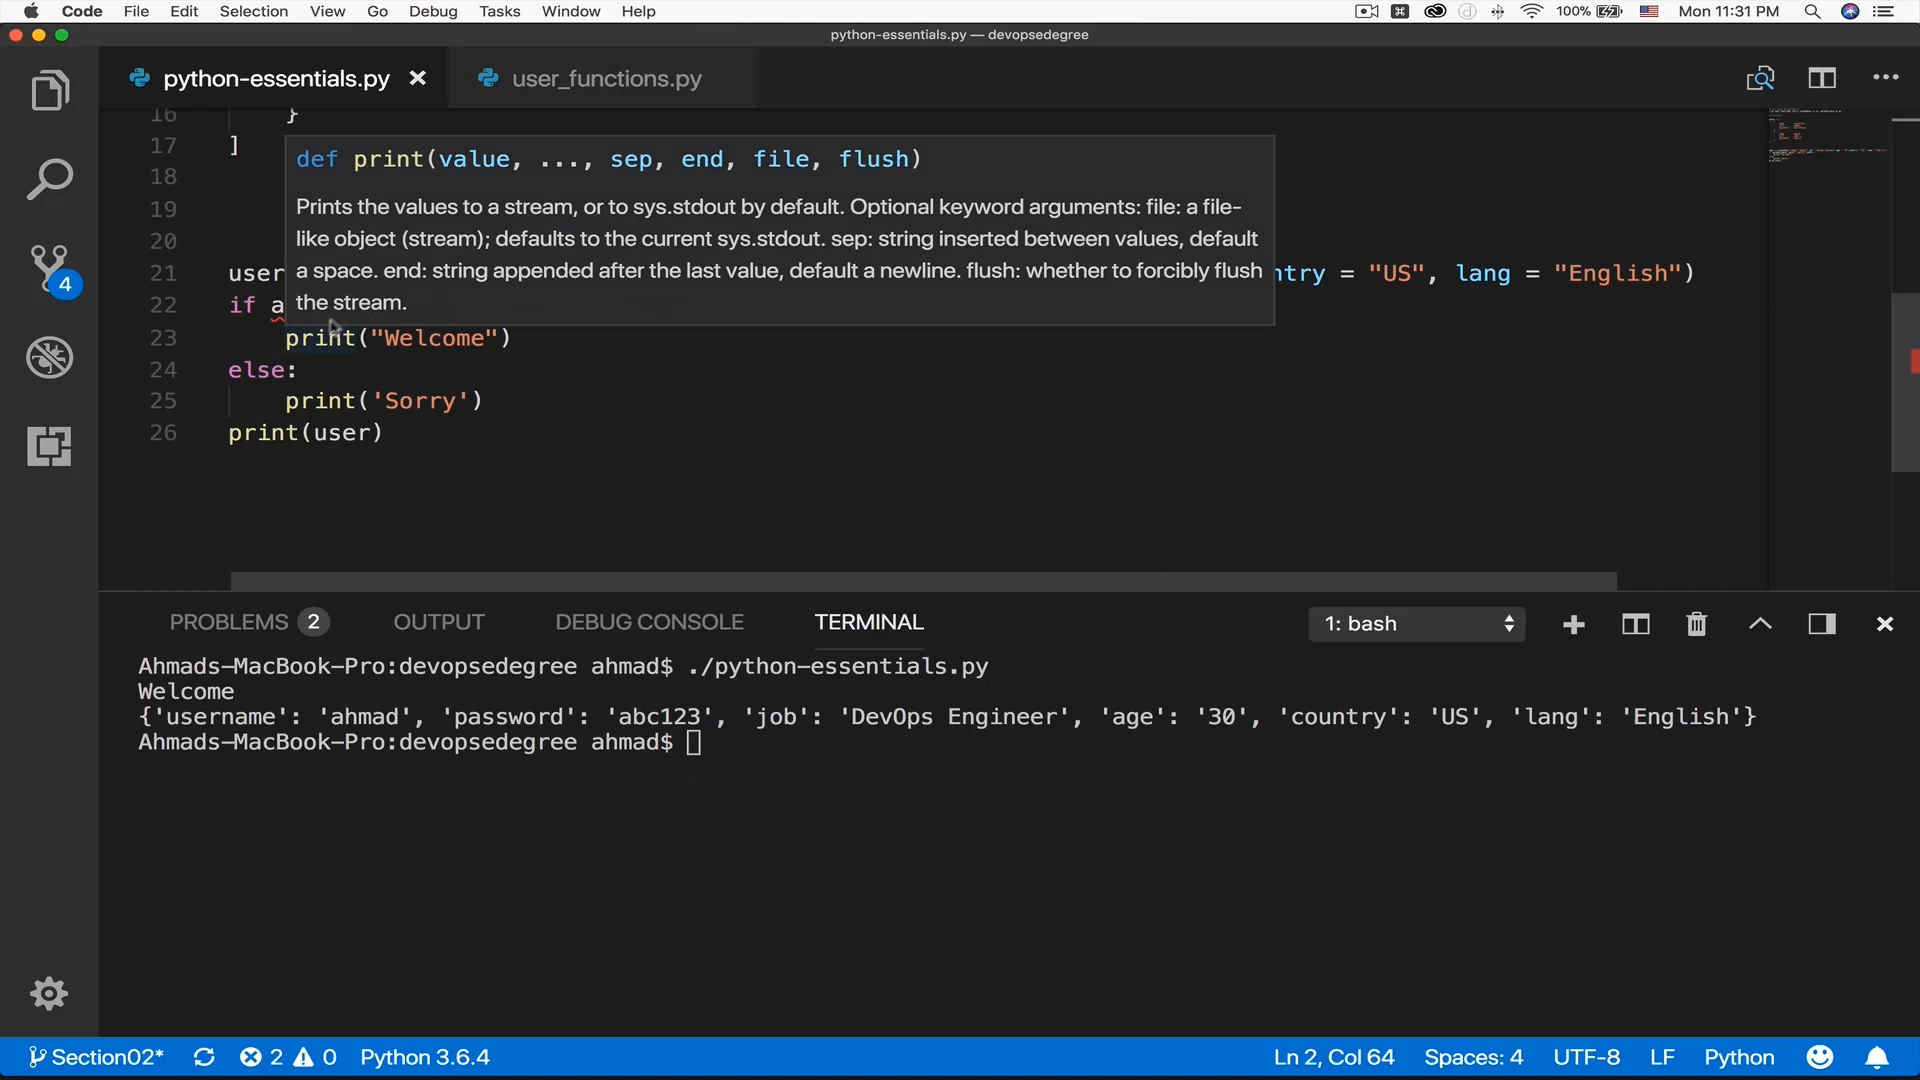 Code File Edit Selection View Go Debug Tasks Window Help 100% Mon 11:31 PM
python-essentials.py — devopsedegree
python-essentials.py user_functions.py
16 }
17 ]
def print(value, ..., sep, end, file, flush)
18
Prints the values to a stream, or to sys.stdout by default. Optional keyword arguments: file: a file-
19
like object (stream); defaults to the current sys.stdout. sep: string inserted between values, default
20
a space. end: string appended after the last value, default a newline. flush: whether to forcibly flush
21 user ntry = "US", lang = "English")
the stream.
22 if a
23 print("Welcome")
24 else:
25 print('Sorry')
26 print(user)
4
PROBLEMS 2 OUTPUT DEBUG CONSOLE TERMINAL 1: bash
Ahmads-MacBook-Pro:devopsedegree ahmad$ ./python-essentials.py
Welcome
{'username': 'ahmad', 'password': 'abc123', 'job': 'DevOps Engineer', 'age': '30', 'country': 'US', 'lang': 'English'}
Ahmads-MacBook-Pro:devopsedegree ahmad$
Section02* 2 0 Python 3.6.4 Ln 2, Col 64 Spaces: 4 UTF-8 LF Python